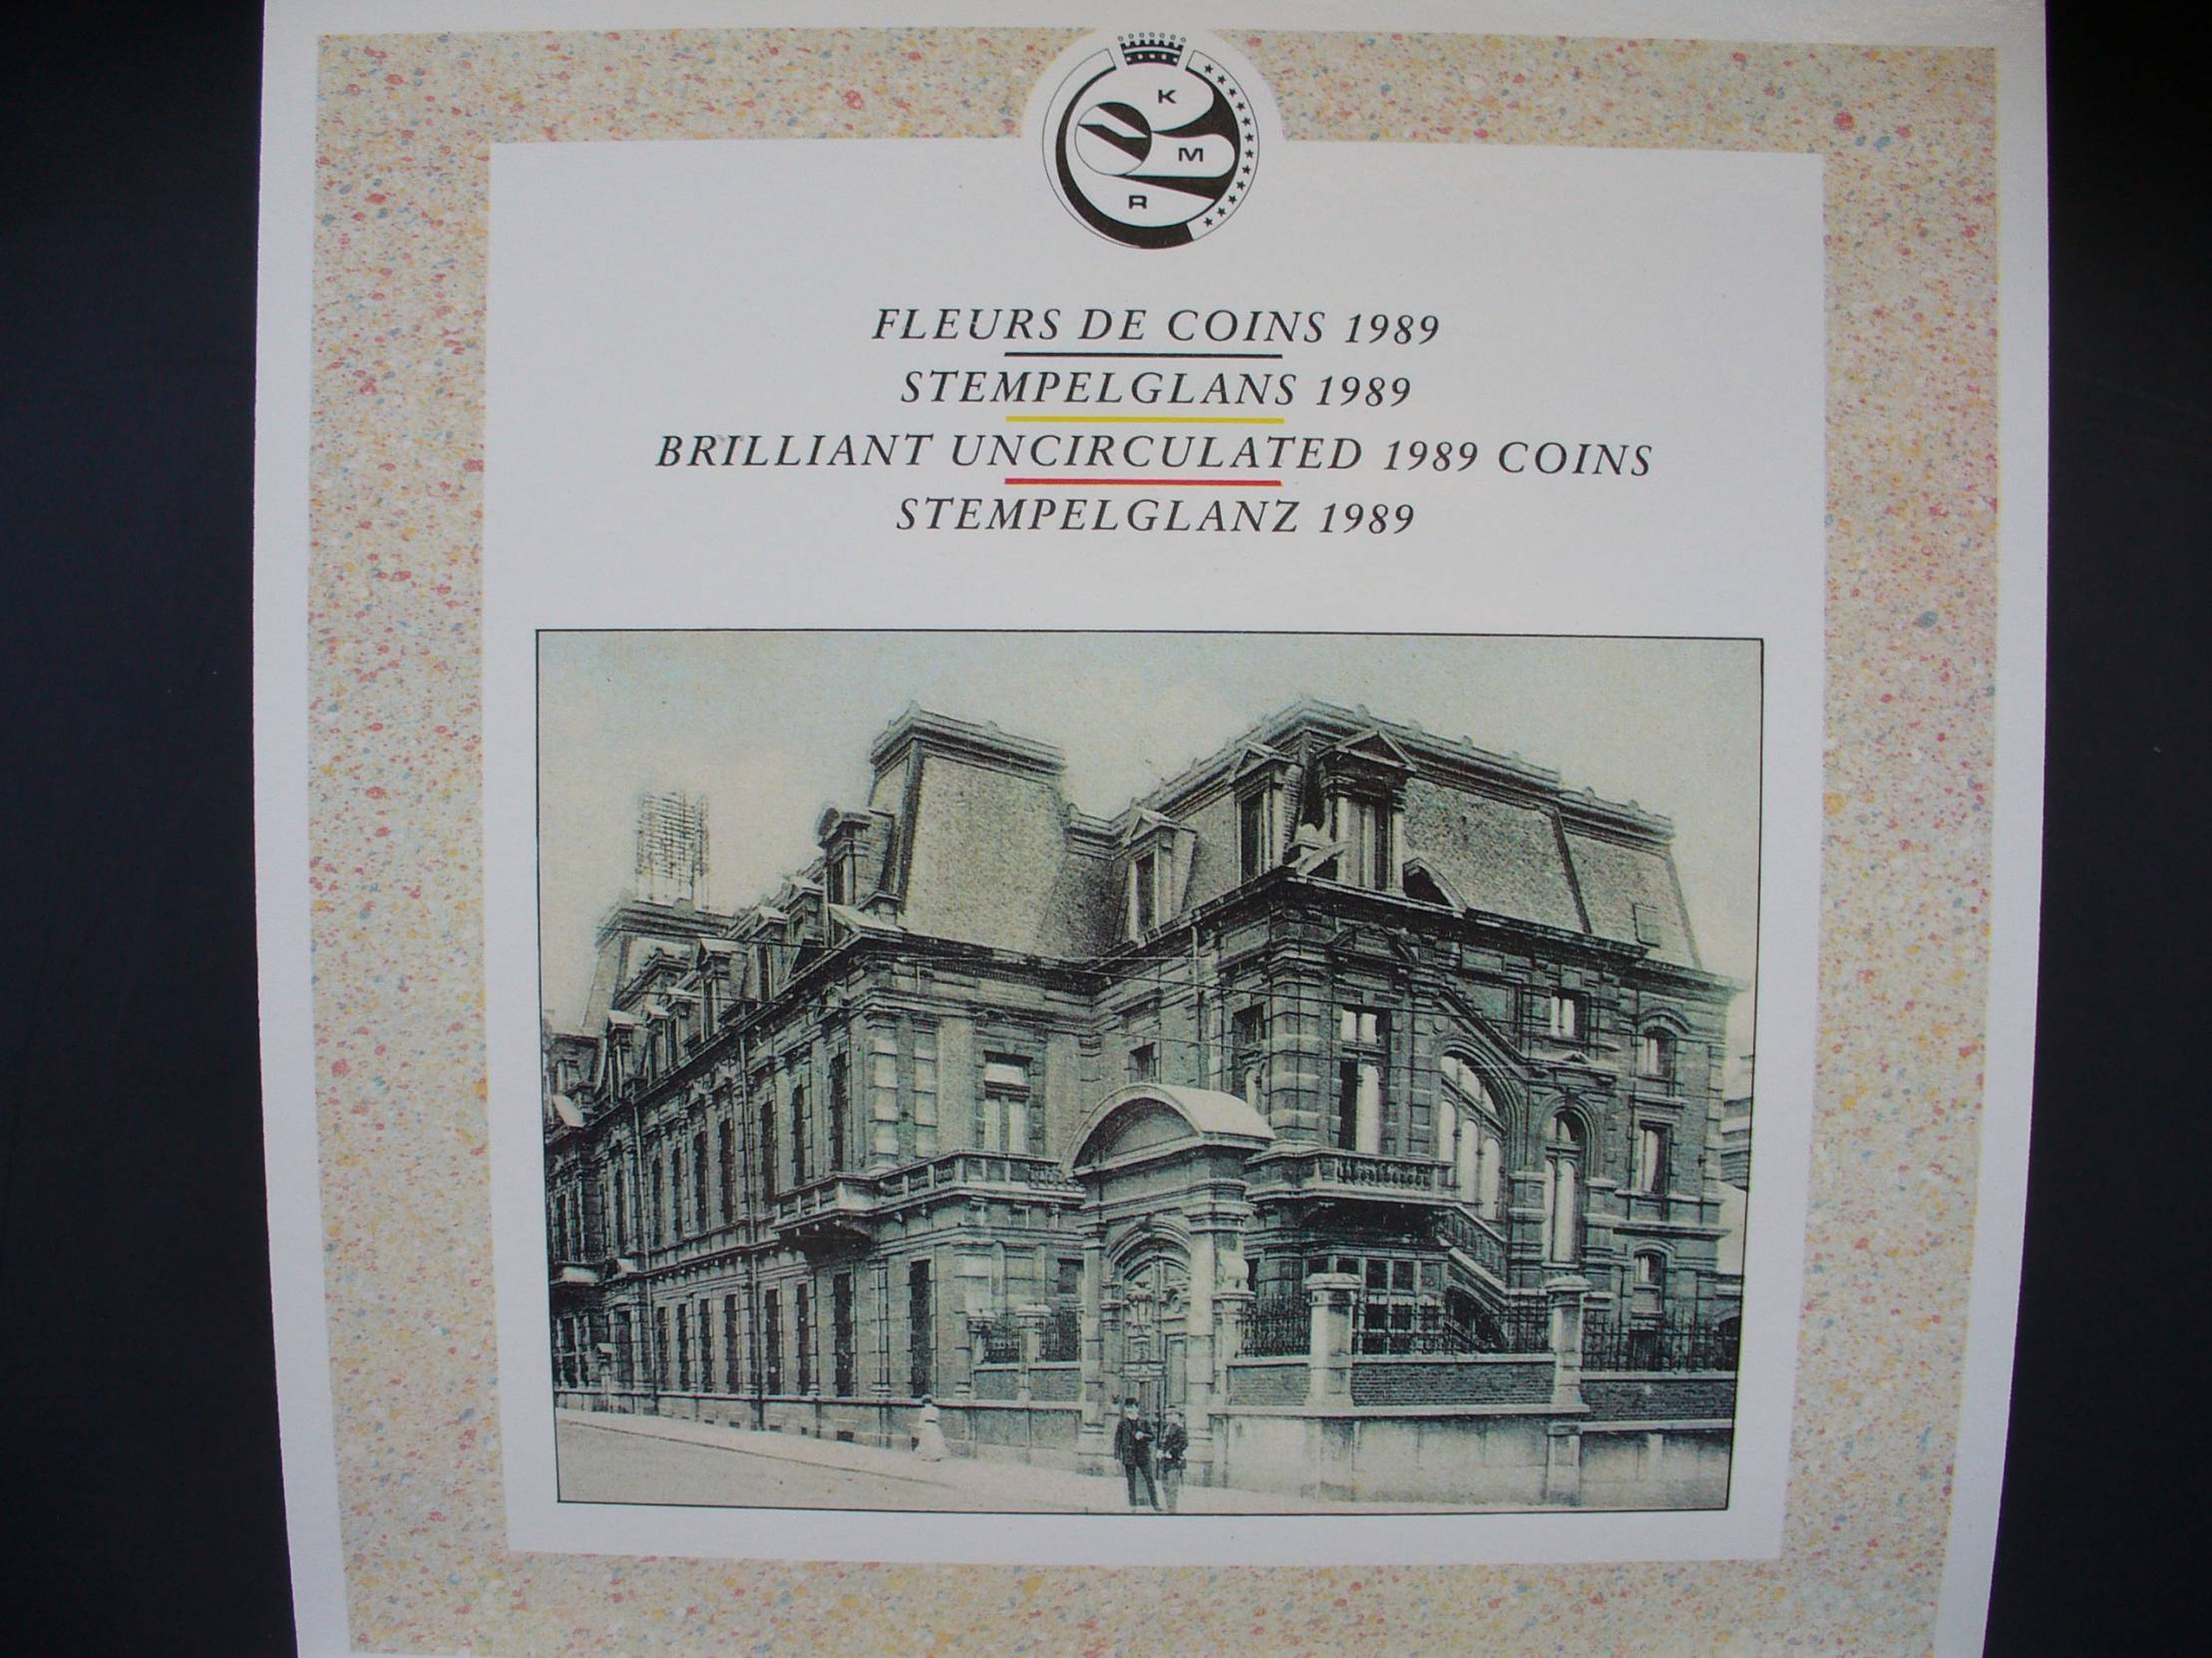 K
M
R
FLEURS DE COINS 1989
STEMPELGLANS 1989
BRILLIANT UNCIRCULATED 1989 COINS
STEMPELGLANZ 1989